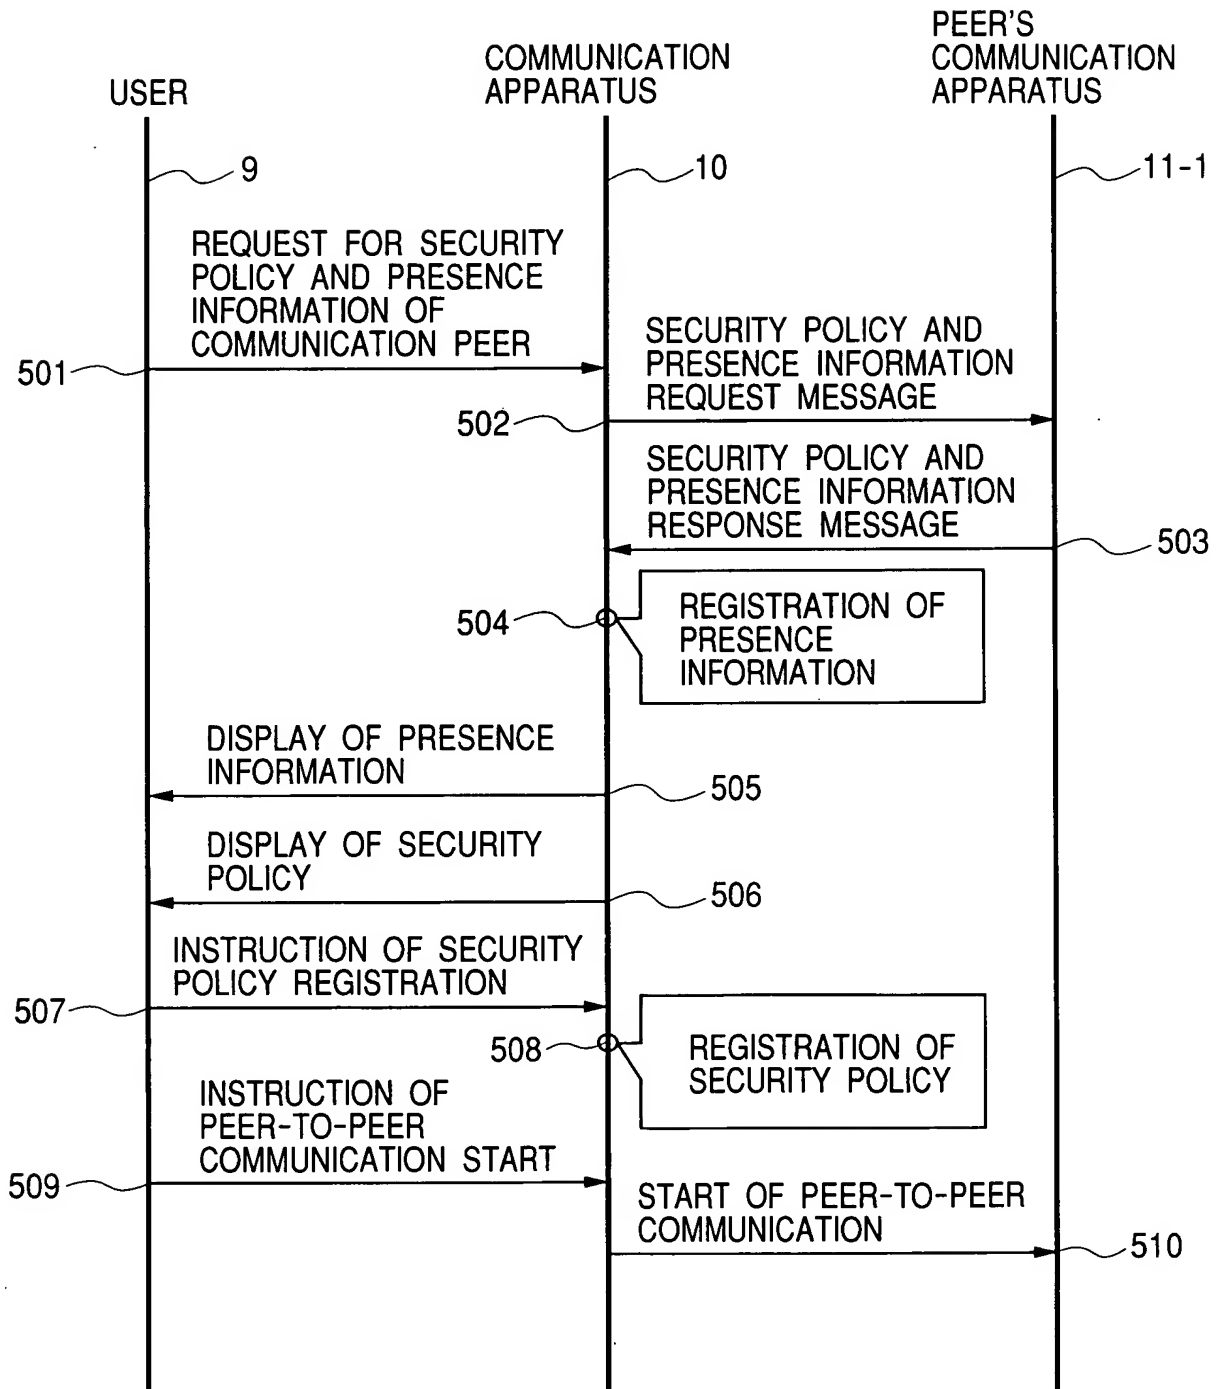 USER
COMMUNICATION
APPARATUS
PEER'S
COMMUNICATION
APPARATUS
9
10
11-1
REQUEST FOR SECURITY
POLICY AND PRESENCE
INFORMATION OF
COMMUNICATION PEER
501
SECURITY POLICY AND
PRESENCE INFORMATION
REQUEST MESSAGE
502
SECURITY POLICY AND
PRESENCE INFORMATION
RESPONSE MESSAGE
503
504
REGISTRATION OF
PRESENCE
INFORMATION
DISPLAY OF PRESENCE
INFORMATION
505
DISPLAY OF SECURITY
POLICY
506
INSTRUCTION OF SECURITY
POLICY REGISTRATION
507
508
REGISTRATION OF
SECURITY POLICY
INSTRUCTION OF
PEER-TO-PEER
COMMUNICATION START
509
START OF PEER-TO-PEER
COMMUNICATION
510